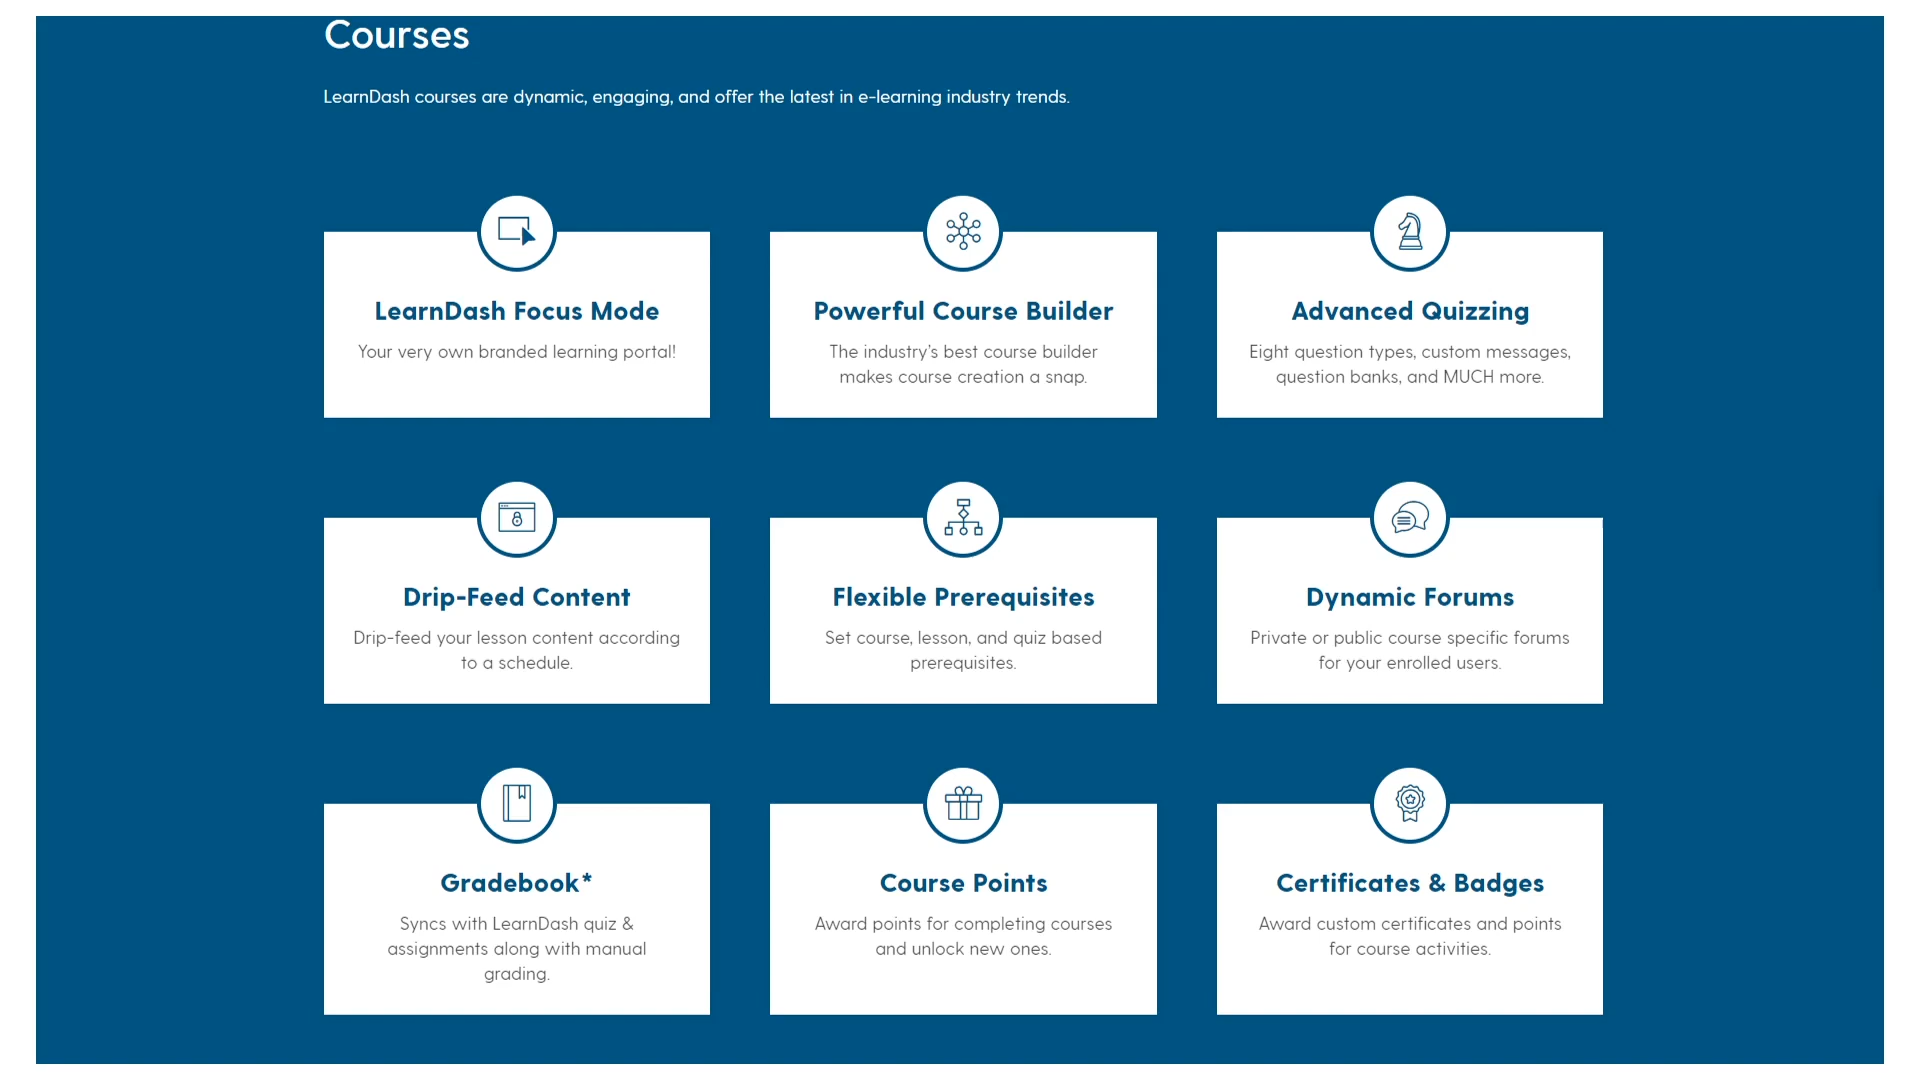 Courses
LearnDash courses are dynamic, engaging, and offer the latest in e-learning industry trends.
LearnDash Focus Mode
Your very own branded learning portal!
Powerful Course Builder
The industry’s best course builder
makes course creation a snap.
Advanced Quizzing
Eight question types, custom messages,
question banks, and MUCH more.
Drip-Feed Content
Drip-feed your lesson content according
to a schedule.
Flexible Prerequisites
Set course, lesson, and quiz based
prerequisites.
Dynamic Forums
Private or public course specific forums
for your enrolled users.
Gradebook*
Syncs with LearnDash quiz &
assignments along with manual
grading.
Course Points
Award points for completing courses
and unlock new ones.
Certificates & Badges
Award custom certificates and points
for course activities.